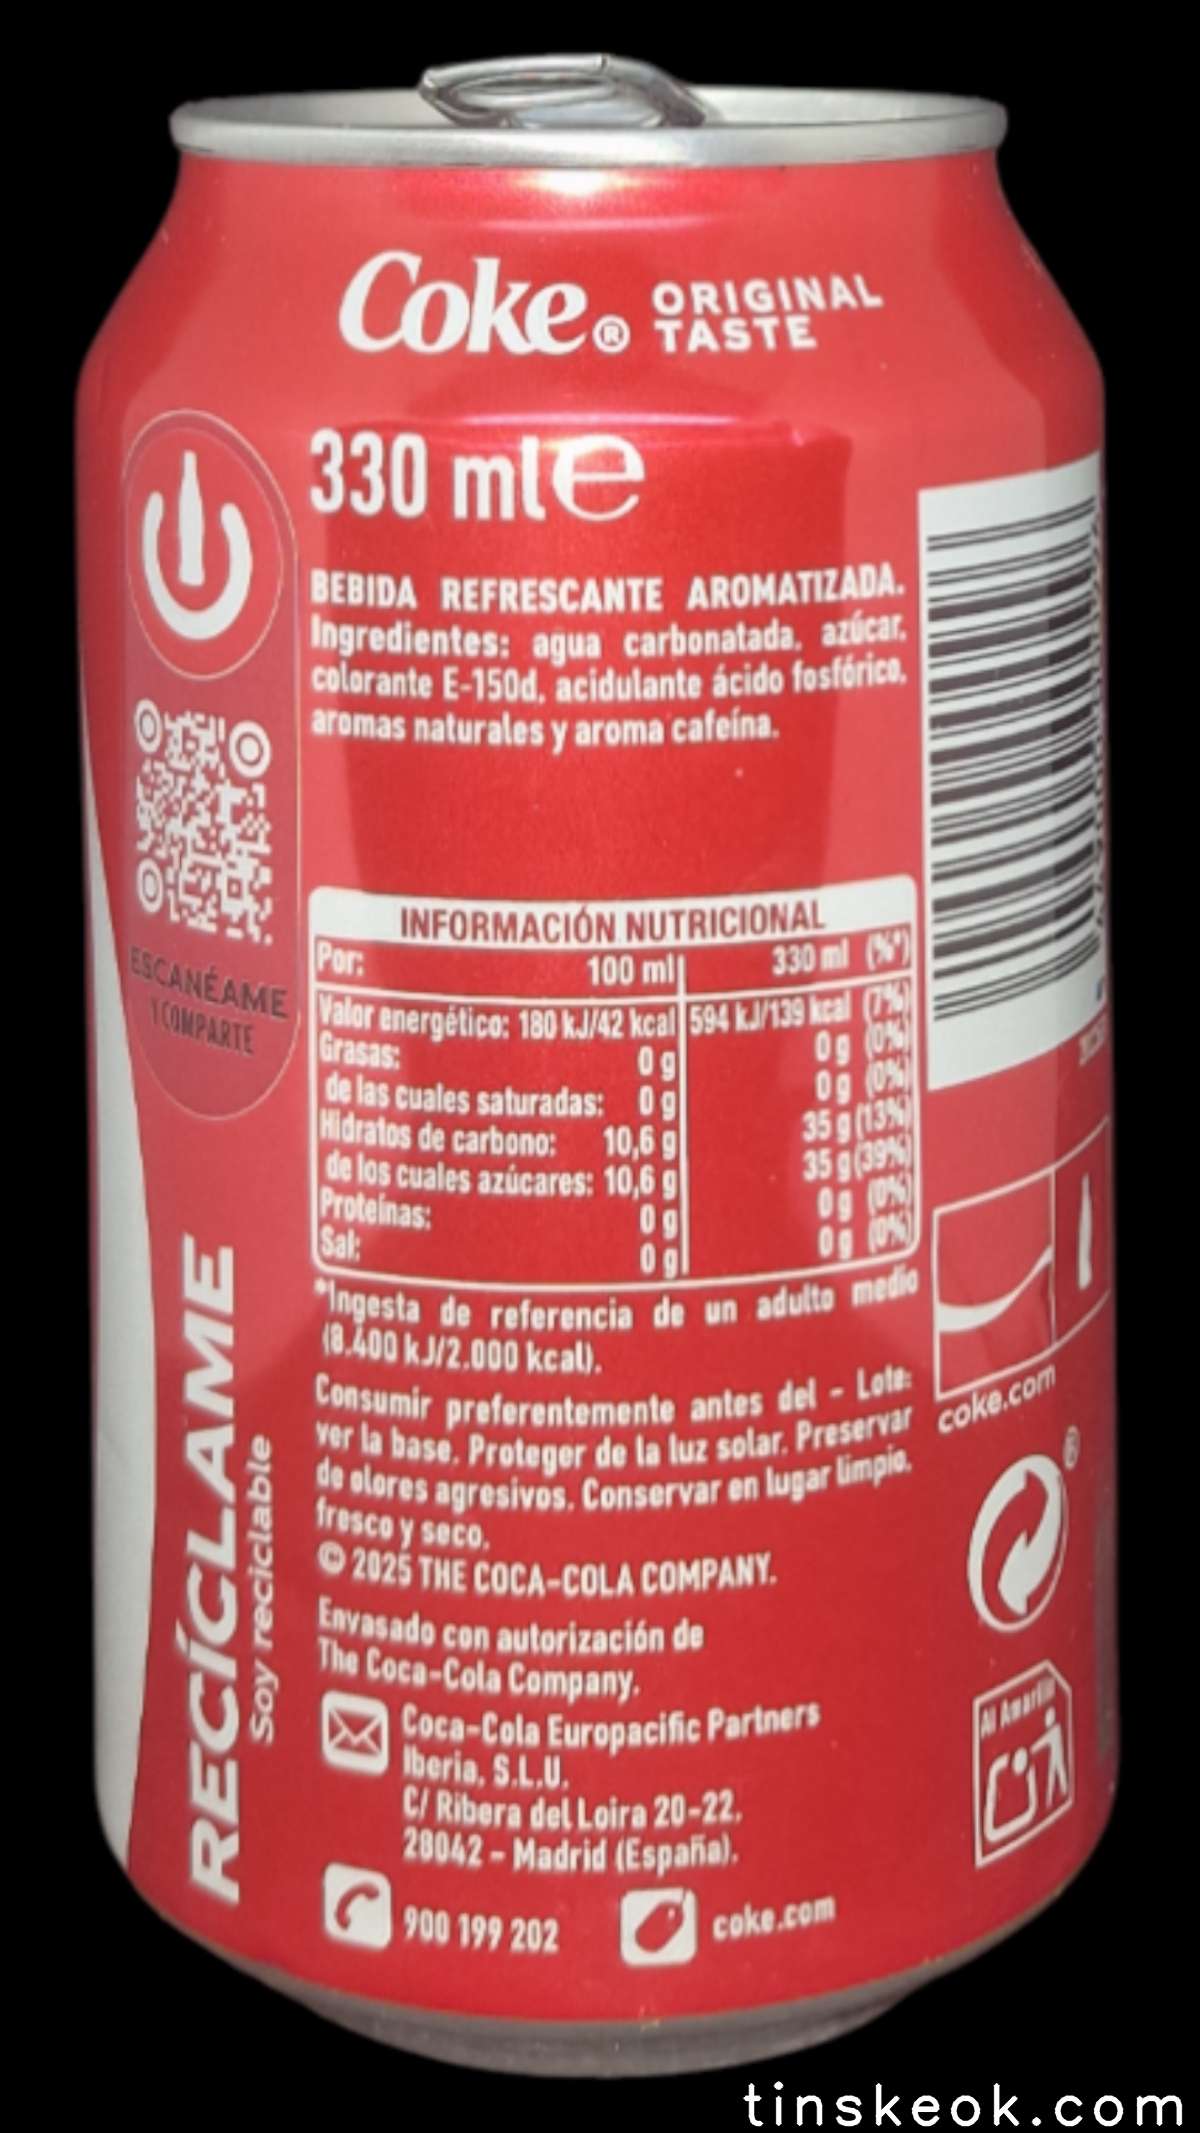 Coke® ORIGINAL
TASTE
330 ml e
BEBIDA REFRESCANTE AROMATIZADA.
Ingredientes: agua carbonatada, azúcar,
colorante E-150d, acidulante ácido fosfórico,
aromas naturales y aroma cafeína.
ESCANÉAME
Y COMPARTE
INFORMACIÓN NUTRICIONAL
Por: 100 ml 330 ml (%*)
Valor energético: 180 kJ/42 kcal 594 kJ/139 kcal (7%)
Grasas: 0 g 0 g (0%)
de las cuales saturadas: 0 g 0 g (0%)
Hidratos de carbono: 10,6 g 35 g (13%)
de los cuales azúcares: 10,6 g 35 g (39%)
Proteínas: 0 g 0 g (0%)
Sal: 0 g 0 g (0%)
*Ingesta de referencia de un adulto medio
(8.400 kJ/2.000 kcal).
Consumir preferentemente antes del - Lote:
ver la base. Proteger de la luz solar. Preservar
de olores agresivos. Conservar en lugar limpio,
fresco y seco.
© 2025 THE COCA-COLA COMPANY.
Envasado con autorización de
The Coca-Cola Company.
Coca-Cola Europacific Partners
Iberia, S.L.U.
C/ Ribera del Loira 20-22.
28042 - Madrid (España).
900 199 202
coke.com
RECÍCLAME
Soy reciclable
coke.com
®
Al Amarillo
tinskeok.com